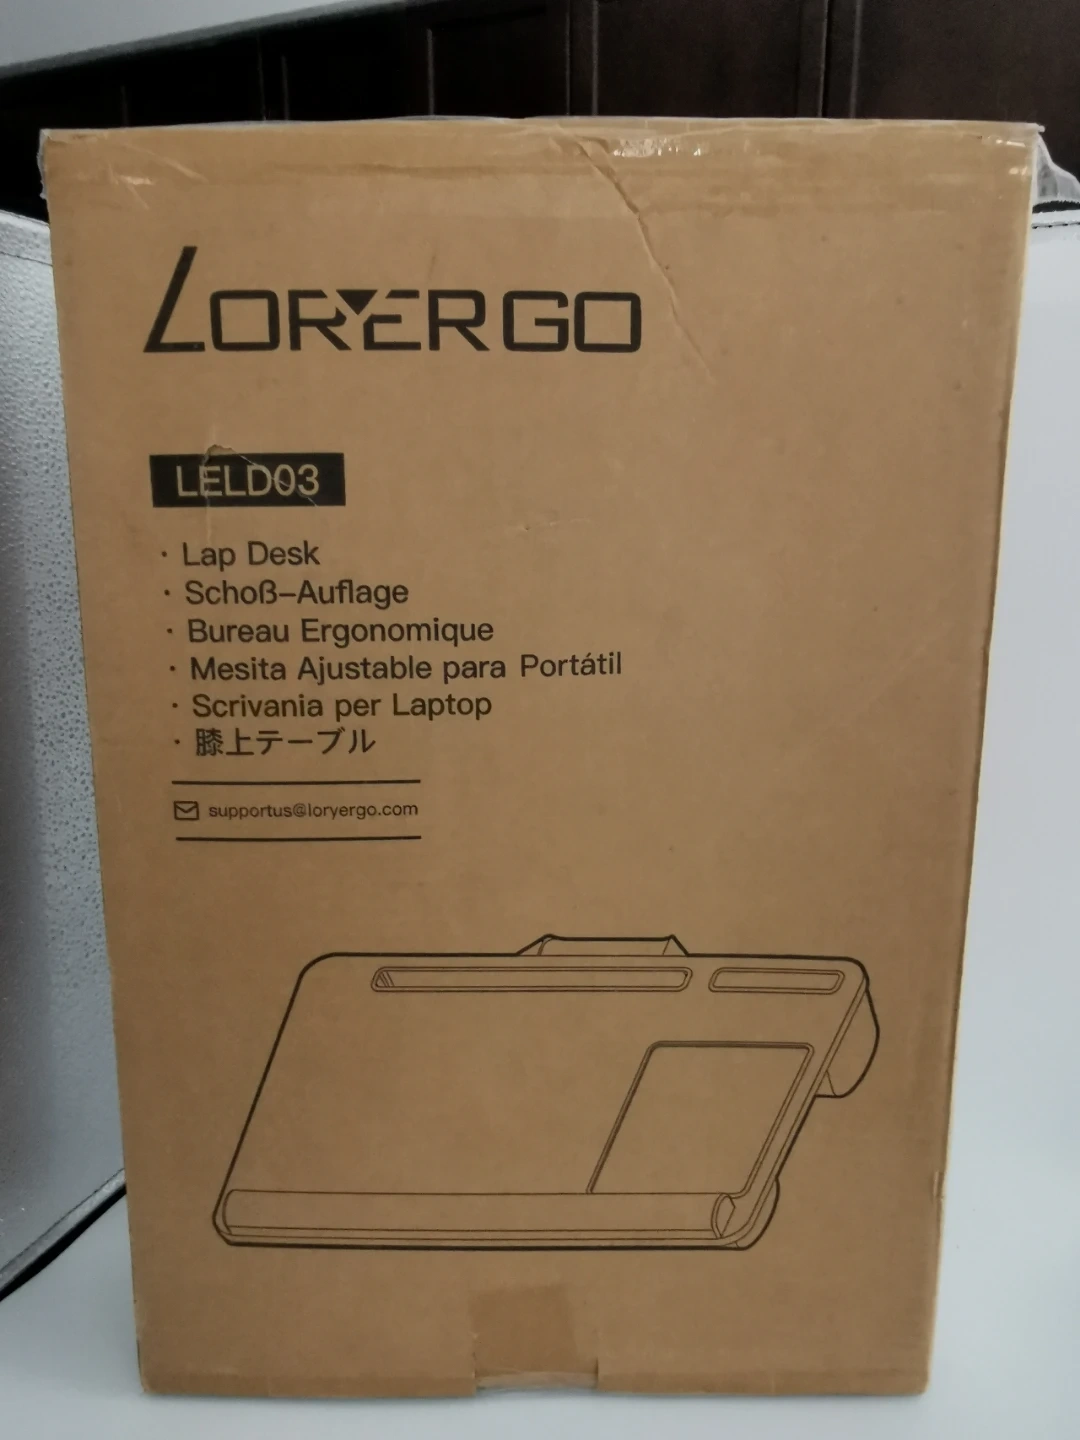 LORYERGO
LELD03
· Lap Desk
· Schoß-Auflage
· Bureau Ergonomique
· Mesita Ajustable para Portátil
· Scrivania per Laptop
· 膝上テーブル
supportus@loryergo.com